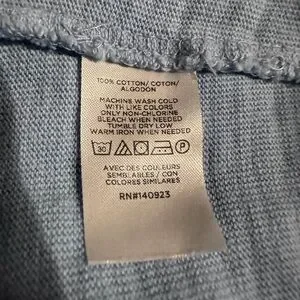 100% COTTON/ COTON/
ALGODON
MACHINE WASH COLD
WITH LIKE COLORS
ONLY NON-CHLORINE
BLEACH WHEN NEEDED
TUMBLE DRY LOW
WARM IRON WHEN NEEDED
30
AVEC DES COULEURS
SEMBLABLES / CON
COLORES SIMILARES
RN#140923